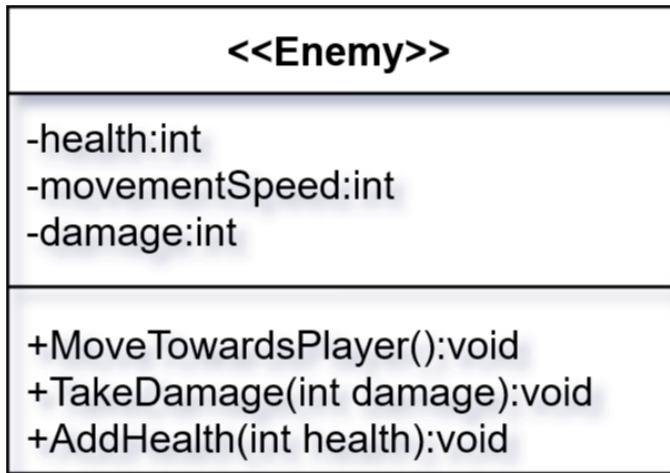 <<Enemy>>
-health:int
-movementSpeed:int
-damage:int
+MoveTowardsPlayer():void
+TakeDamage(int damage):void
+AddHealth(int health):void